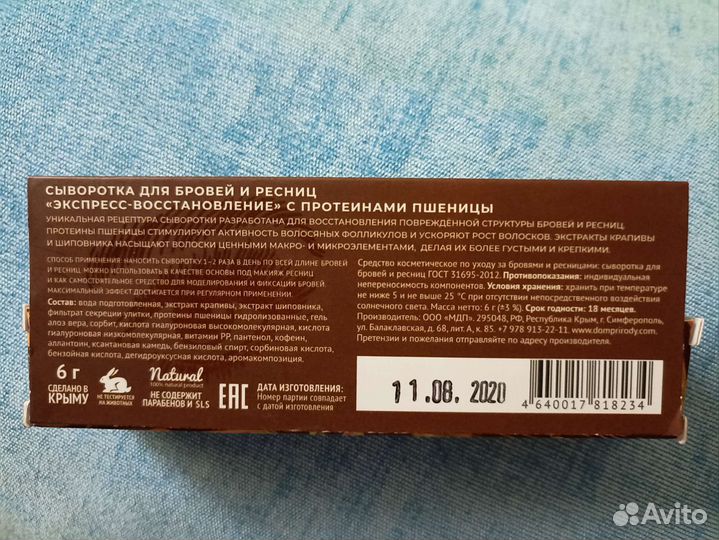 СЫВОРОТКА ДЛЯ БРОВЕЙ И РЕСНИЦ
«ЭКСПРЕСС-ВОССТАНОВЛЕНИЕ» С ПРОТЕИНАМИ ПШЕНИЦЫ
УНИКАЛЬНАЯ РЕЦЕПТУРА СЫВОРОТКИ РАЗРАБОТАНА ДЛЯ ВОССТАНОВЛЕНИЯ ПОВРЕЖДЁННОЙ СТРУКТУРЫ БРОВЕЙ И РЕСНИЦ.
ПРОТЕИНЫ ПШЕНИЦЫ СТИМУЛИРУЮТ АКТИВНОСТЬ ВОЛОСЯНЫХ ФОЛЛИКУЛОВ И УСКОРЯЮТ РОСТ ВОЛОСКОВ. ЭКСТРАКТЫ КРАПИВЫ
И ШИПОВНИКА НАСЫЩАЮТ ВОЛОСКИ ЦЕННЫМИ МАКРО- И МИКРОЭЛЕМЕНТАМИ, ДЕЛАЯ ИХ БОЛЕЕ ГУСТЫМИ И КРЕПКИМИ.
СПОСОБ ПРИМЕНЕНИЯ: НАНОСИТЬ СЫВОРОТКУ 1-2 РАЗА В ДЕНЬ ПО ВСЕЙ ДЛИНЕ БРОВЕЙ
И РЕСНИЦ. МОЖНО ИСПОЛЬЗОВАТЬ В КАЧЕСТВЕ ОСНОВЫ ПОД МАКИЯЖ РЕСНИЦ
И КАК САМОСТОЯТЕЛЬНОЕ СРЕДСТВО ДЛЯ МОДЕЛИРОВАНИЯ И ФИКСАЦИИ БРОВЕЙ.
МАКСИМАЛЬНЫЙ ЭФФЕКТ ДОСТИГАЕТСЯ ПРИ РЕГУЛЯРНОМ ПРИМЕНЕНИИ.
Состав: вода подготовленная, экстракт крапивы, экстракт шиповника,
фильтрат секреции улитки, протеины пшеницы гидролизованные, гель
алоэ вера, сорбит, кислота гиалуроновая высокомолекулярная, кислота
гиалуроновая низкомолекулярная, витамин РР, пантенол, кофеин,
аллантоин, ксантановая камедь, бензиловый спирт, сорбиновая кислота,
бензойная кислота, дегидроуксусная кислота, аромакомпозиция.
Средство косметическое по уходу за бровями и ресницами: сыворотка для
бровей и ресниц ГОСТ 31695-2012. Противопоказания: индивидуальная
непереносимость компонентов. Условия хранения: хранить при температуре
не ниже 5 и не выше 25 °С при отсутствии непосредственного воздействия
солнечного света. Масса нетто: 6 г (±3 %). Срок годности: 18 месяцев.
Производитель: ООО «МДП». 295048, РФ, Республика Крым, г. Симферополь,
ул. Балаклавская, д. 68, лит. А, к. 85. +7 978 913-22-11. www.domprirody.com.
Претензии и пожелания отправляйте по адресу производителя.
6 г
СДЕЛАНО В
КРЫМУ
НЕ ТЕСТИРУЕТСЯ
НА ЖИВОТНЫХ
Natural
100% natural product
НЕ СОДЕРЖИТ
ПАРАБЕНОВ И SLS
EAC
ДАТА ИЗГОТОВЛЕНИЯ:
Номер партии совпадает
с датой изготовления
11.08.2020
4 640017 818234
Avito